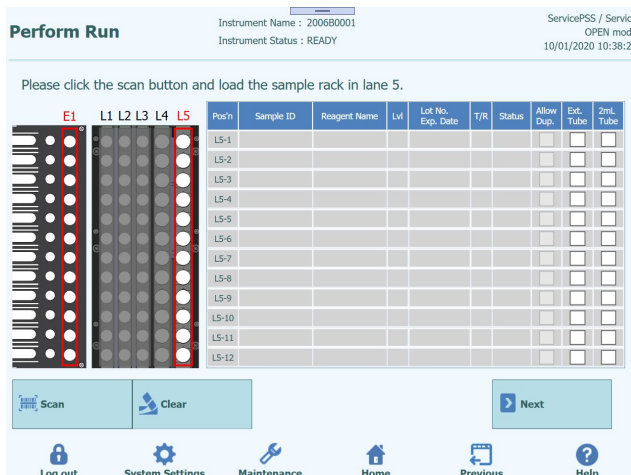 Perform Run
Instrument Name : 2006B0001
Instrument Status : READY
ServicePSS /
OPEN
10/01/2020 10:38:2
Please click the scan button and load the sample rack in lane 5.
E1 L1 L2 L3 L4 L5
Pos'n Sample ID Reagent Name Lvl Lot No. Exp. Date T/R Status Allow Dup. Ext. Tube 2mL Tube
L5-1
L5-2
L5-3
L5-4
L5-5
L5-6
L5-7
L5-8
L5-9
L5-10
L5-11
L5-12
Scan Clear Next
Log out System Settings Maintenance Home Previous Help